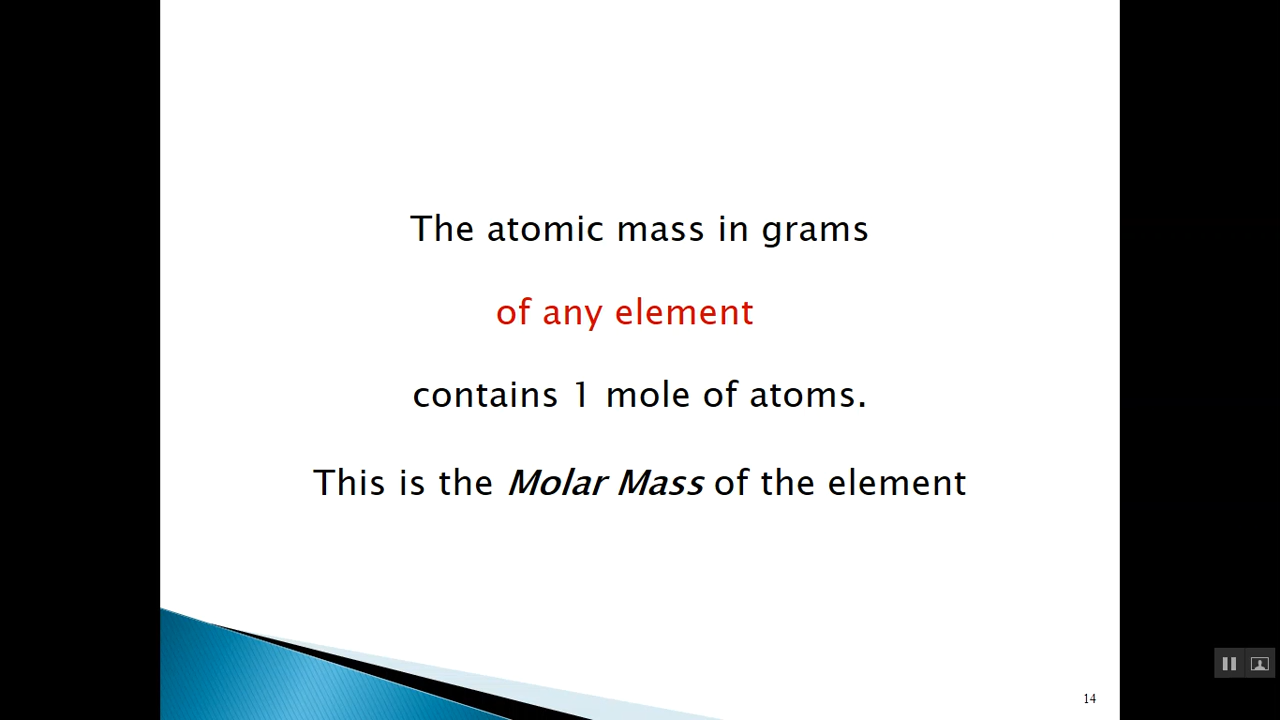 The atomic mass in grams
of any element
contains 1 mole of atoms.
This is the Molar Mass of the element
14